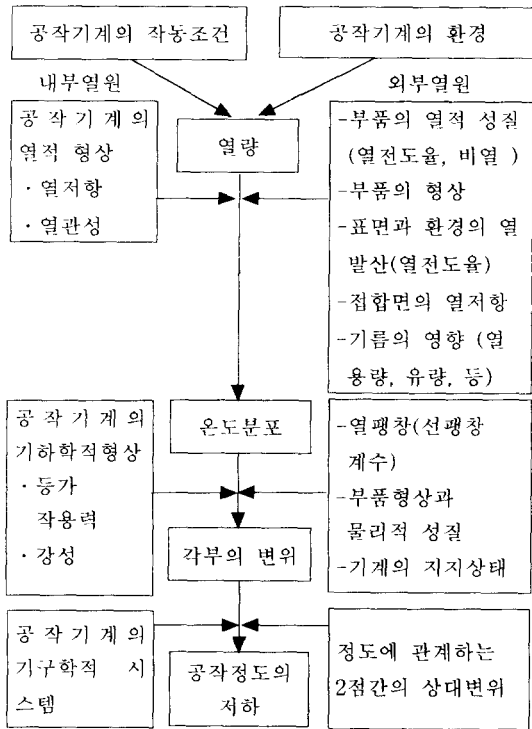 공작기계의 작동조건
공작기계의 환경
내부열원
외부열원
공 작 기 계 의
열적 형상
· 열저항
· 열관성
열량
-부품의 열적 성질
(열전도율, 비열 )
-부품의 형상
-표면과 환경의 열
발산(열전도율)
-접합면의 열저항
-기름의 영향 (열
용량, 유량, 등)
공 작 기 계 의
기하학적형상
· 등가
작용력
· 강성
온도분포
-열팽창(선팽창
계수)
-부품형상과
물리적 성질
-기계의 지지상태
각부의 변위
공 작 기 계 의
기구학적 시
스템
공작정도의
저하
정도에 관계하는
2점간의 상대변위